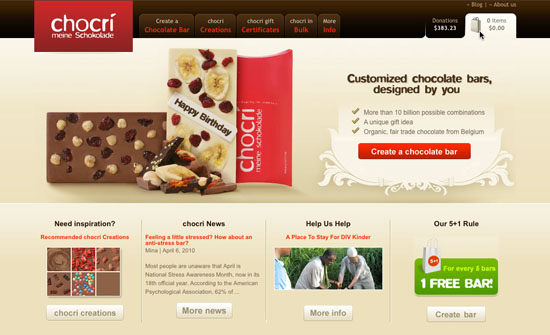 - Blog | - About us
chocrí
meine Schokolade
Create a
Chocolate Bar
chocri
Creations
chocri gift
Certificates
chocri in
Bulk
More
Info
Donations
$383.23
0 Items
$0.00
Happy Birthday
chocrí
meine Schokolade
Customized chocolate bars,
designed by you
More than 10 billion possible combinations
A unique gift idea
Organic, fair trade chocolate from Belgium
Create a chocolate bar
Need inspiration?
Recommended chocri Creations
chocri creations
chocri News
Feeling a little stressed? How about an
anti-stress bar?
Mina | April 6, 2010
Most people are unaware that April is
National Stress Awareness Month, now in its
18th official year. According to the American
Psychological Association, 62% of ...
More news
Help Us Help
A Place To Stay For DIV Kinder
More info
Our 5+1 Rule
5+1
For every 5 bars
1 FREE BAR!
Create bar